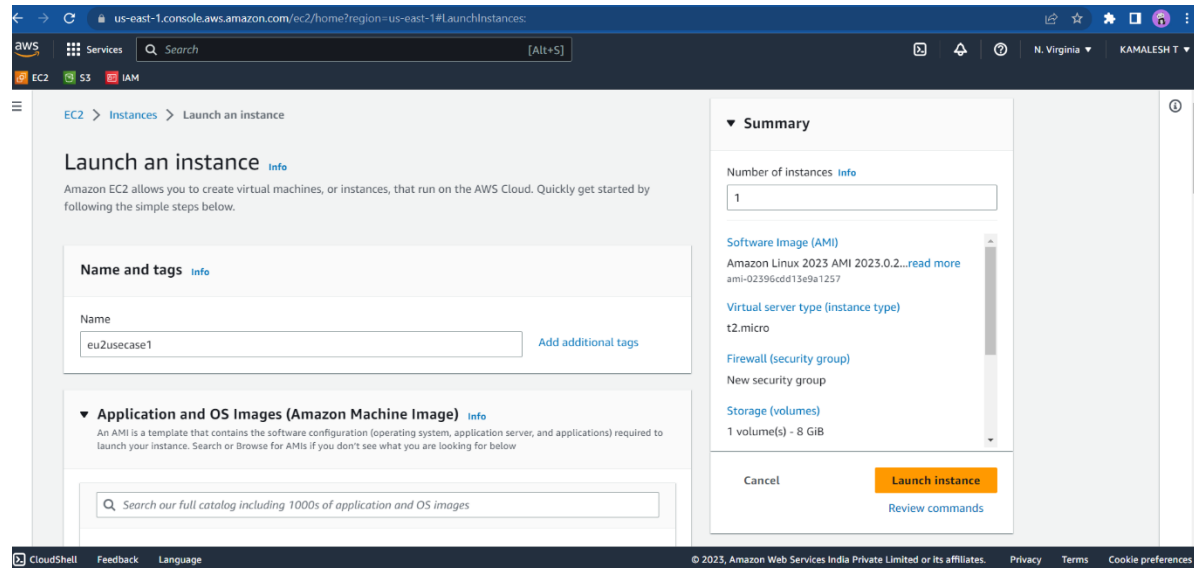 us-east-1.console.aws.amazon.com/ec2/home?region=us-east-1#LaunchInstances:
aws
Services
Search
[Alt+S]
N. Virginia
KAMALESH T
EC2
S3
IAM
EC2 > Instances > Launch an instance
Launch an instance Info
Amazon EC2 allows you to create virtual machines, or instances, that run on the AWS Cloud. Quickly get started by
following the simple steps below.
Name and tags Info
Name
eu2usecase1
Add additional tags
Application and OS Images (Amazon Machine Image) Info
An AMI is a template that contains the software configuration (operating system, application server, and applications) required to
launch your instance. Search or Browse for AMIs if you don't see what you are looking for below
Search our full catalog including 1000s of application and OS images
Summary
Number of instances Info
1
Software Image (AMI)
Amazon Linux 2023 AMI 2023.0.2...read more
ami-02396cdd13e9a1257
Virtual server type (instance type)
t2.micro
Firewall (security group)
New security group
Storage (volumes)
1 volume(s) - 8 GiB
Cancel
Launch instance
Review commands
CloudShell
Feedback
Language
© 2023, Amazon Web Services India Private Limited or its affiliates.
Privacy
Terms
Cookie preferences